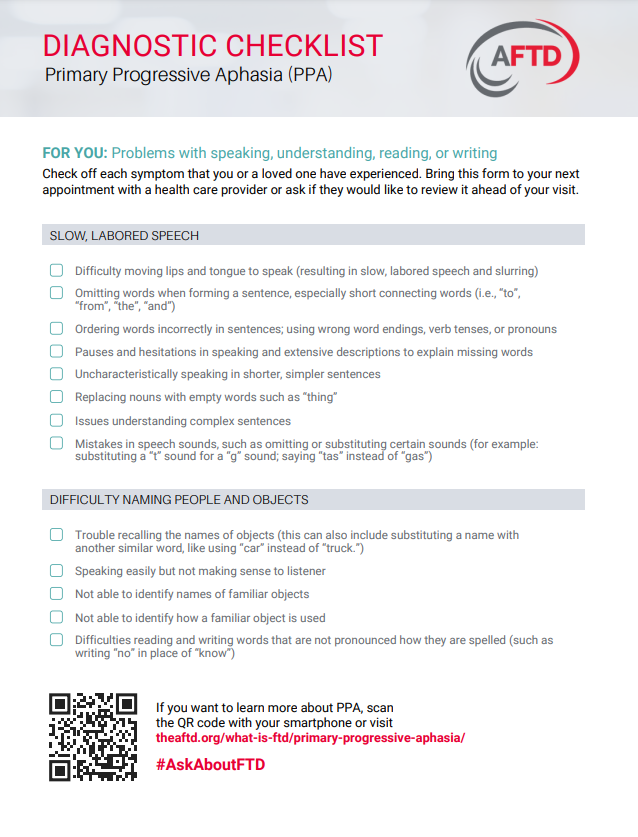 DIAGNOSTIC CHECKLIST
Primary Progressive Aphasia (PPA)
AFTD
FOR YOU: Problems with speaking, understanding, reading, or writing
Check off each symptom that you or a loved one have experienced. Bring this form to your next
appointment with a health care provider or ask if they would like to review it ahead of your visit.
SLOW, LABORED SPEECH
Difficulty moving lips and tongue to speak (resulting in slow, labored speech and slurring)
Omitting words when forming a sentence, especially short connecting words (i.e., “to”,
“from”, “the”, “and”)
Ordering words incorrectly in sentences; using wrong word endings, verb tenses, or pronouns
Pauses and hesitations in speaking and extensive descriptions to explain missing words
Uncharacteristically speaking in shorter, simpler sentences
Replacing nouns with empty words such as “thing”
Issues understanding complex sentences
Mistakes in speech sounds, such as omitting or substituting certain sounds (for example:
substituting a “t” sound for a “g” sound; saying “tas” instead of “gas”)
DIFFICULTY NAMING PEOPLE AND OBJECTS
Trouble recalling the names of objects (this can also include substituting a name with
another similar word, like using “car” instead of “truck.”)
Speaking easily but not making sense to listener
Not able to identify names of familiar objects
Not able to identify how a familiar object is used
Difficulties reading and writing words that are not pronounced how they are spelled (such as
writing “no” in place of “know”)
If you want to learn more about PPA, scan
the QR code with your smartphone or visit
theaftd.org/what-is-ftd/primary-progressive-aphasia/
#AskAboutFTD